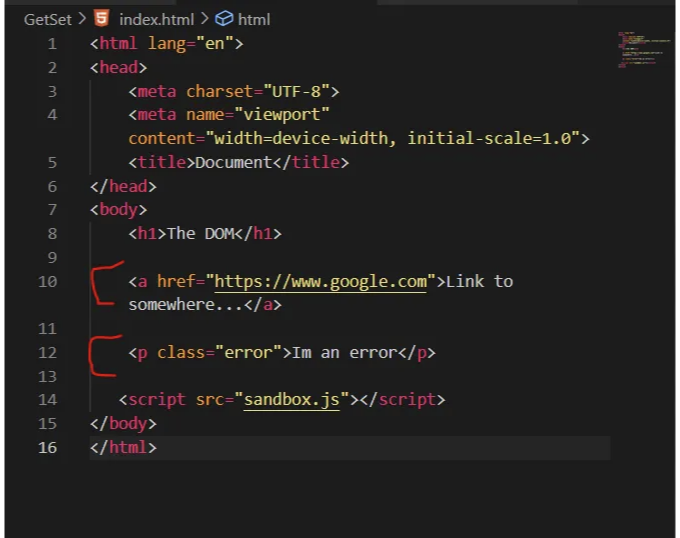 GetSet > index.html > html
1 <html lang="en">
2 <head>
3 <meta charset="UTF-8">
4 <meta name="viewport"
content="width=device-width, initial-scale=1.0">
5 <title>Document</title>
6 </head>
7 <body>
8 <h1>The DOM</h1>
9
10 <a href="https://www.google.com">Link to
somewhere...</a>
11
12 <p class="error">Im an error</p>
13
14 <script src="sandbox.js"></script>
15 </body>
16 </html>